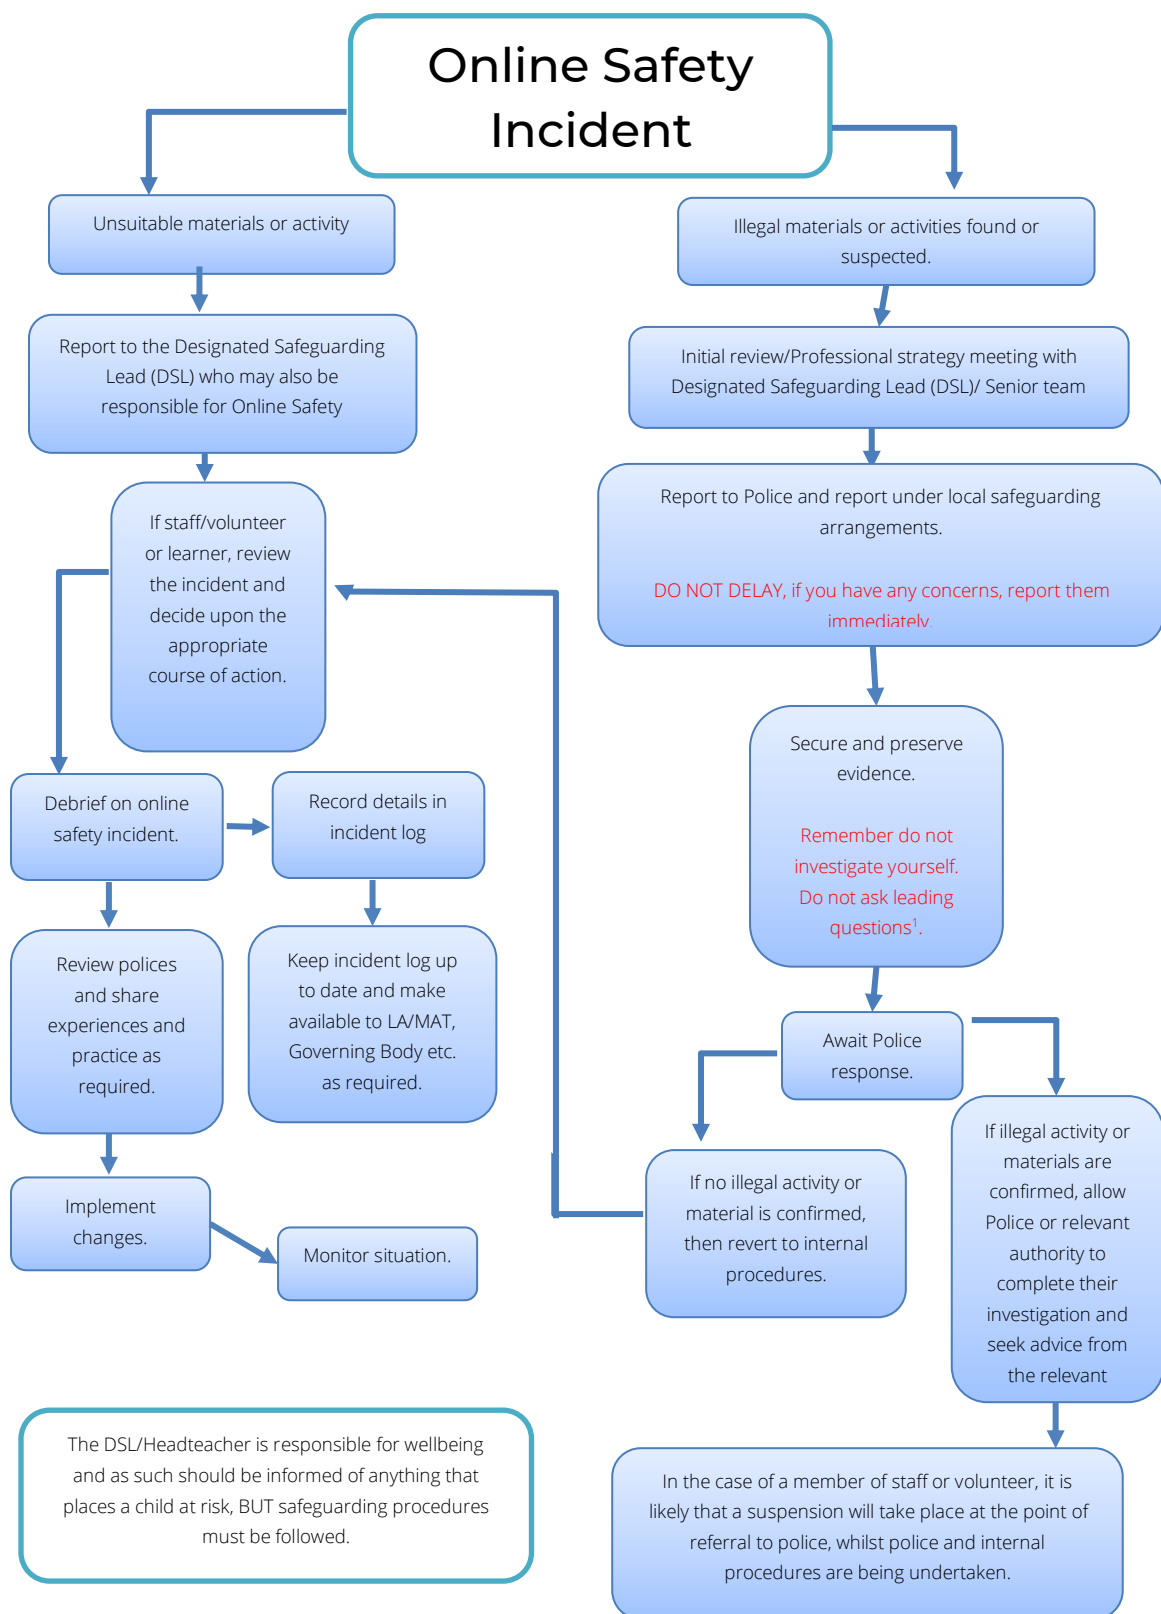 Online Safety
Incident
Unsuitable materials or activity
Report to the Designated Safeguarding
Lead (DSL) who may also be
responsible for Online Safety
If staff/volunteer
or learner, review
the incident and
decide upon the
appropriate
course of action.
Debrief on online
safety incident.
Record details in
incident log
Review polices
and share
experiences and
practice as
required.
Keep incident log up
to date and make
available to LA/MAT,
Governing Body etc.
as required.
Implement
changes.
Monitor situation.
Illegal materials or activities found or
suspected.
Initial review/Professional strategy meeting with
Designated Safeguarding Lead (DSL)/ Senior team
Report to Police and report under local safeguarding
arrangements.
DO NOT DELAY, if you have any concerns, report them
immediately.
Secure and preserve
evidence.
Remember do not
investigate yourself.
Do not ask leading
questions¹.
Await Police
response.
If no illegal activity or
material is confirmed,
then revert to internal
procedures.
If illegal activity or
materials are
confirmed, allow
Police or relevant
authority to
complete their
investigation and
seek advice from
the relevant
In the case of a member of staff or volunteer, it is
likely that a suspension will take place at the point of
referral to police, whilst police and internal
procedures are being undertaken.
The DSL/Headteacher is responsible for wellbeing
and as such should be informed of anything that
places a child at risk, BUT safeguarding procedures
must be followed.